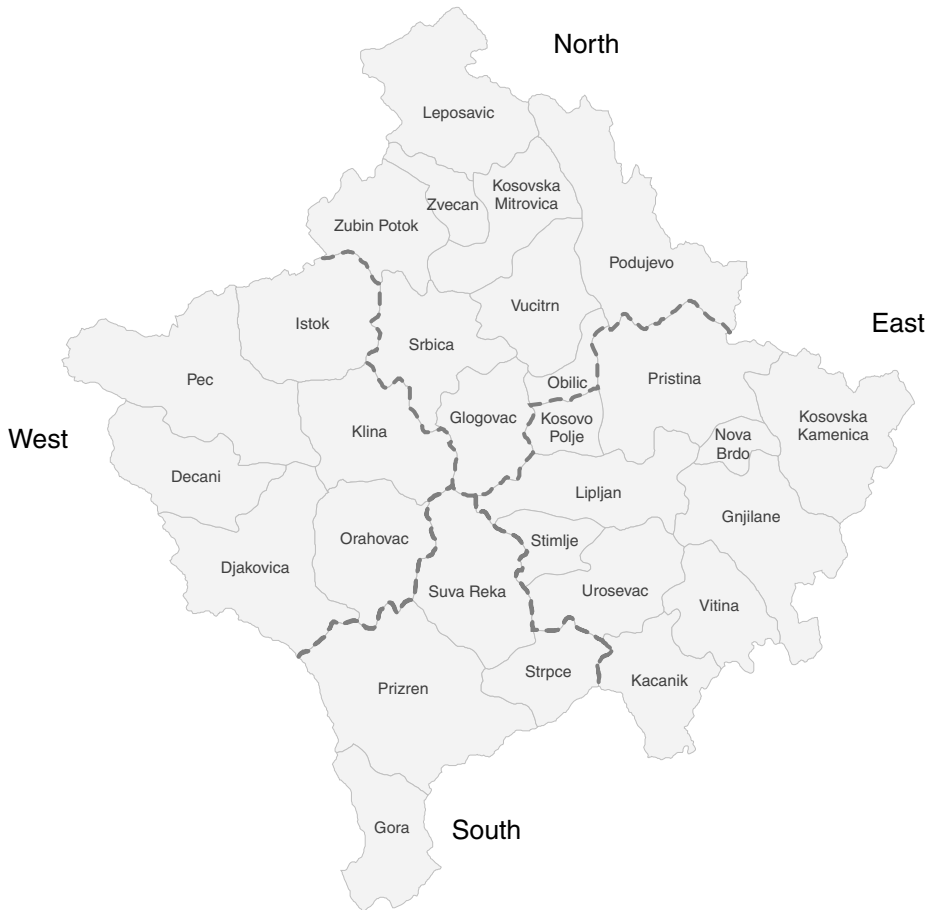 North
Leposavic
Kosovska
Mitrovica
Zvecan
Zubin Potok
Podujevo
Vucitrn
Istok
East
Srbica
Pec
Obilic
Pristina
Glogovac
Kosovo
Polje
Kosovska
Kamenica
West
Klina
Nova
Brdo
Decani
Lipljan
Gnjilane
Orahovac
Stimlje
Djakovica
Suva Reka
Urosevac
Vitina
Strpce
Kacanik
Prizren
Gora
South